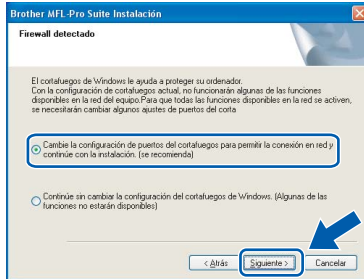 Brother MFL-Pro Suite Instalación
Firewall detectado
El cortafuegos de Windows le ayuda a proteger su ordenador.
Con la configuración de cortafuegos actual, no funcionarán algunas de las funciones
disponibles en la red del equipo.Para que todas las funciones disponibles en la red se activen,
se necesitarán cambiar algunos ajustes de puertos del corta
Cambie la configuración de puertos del cortafuegos para permitir la conexión en red y
continúe con la instalación. (se recomienda)
Continúe sin cambiar la configuración del cortafuegos de Windows. (Algunas de las
funciones no estarán disponibles)
< Atrás Siguiente > Cancelar